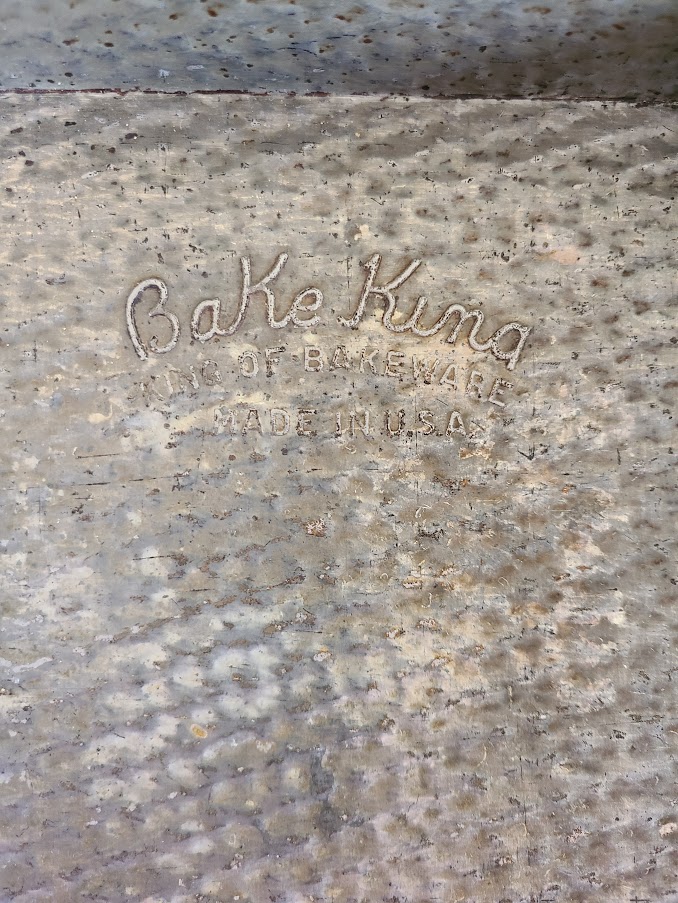 Bake King
KING OF BAKEWARE
MADE IN U.S.A.